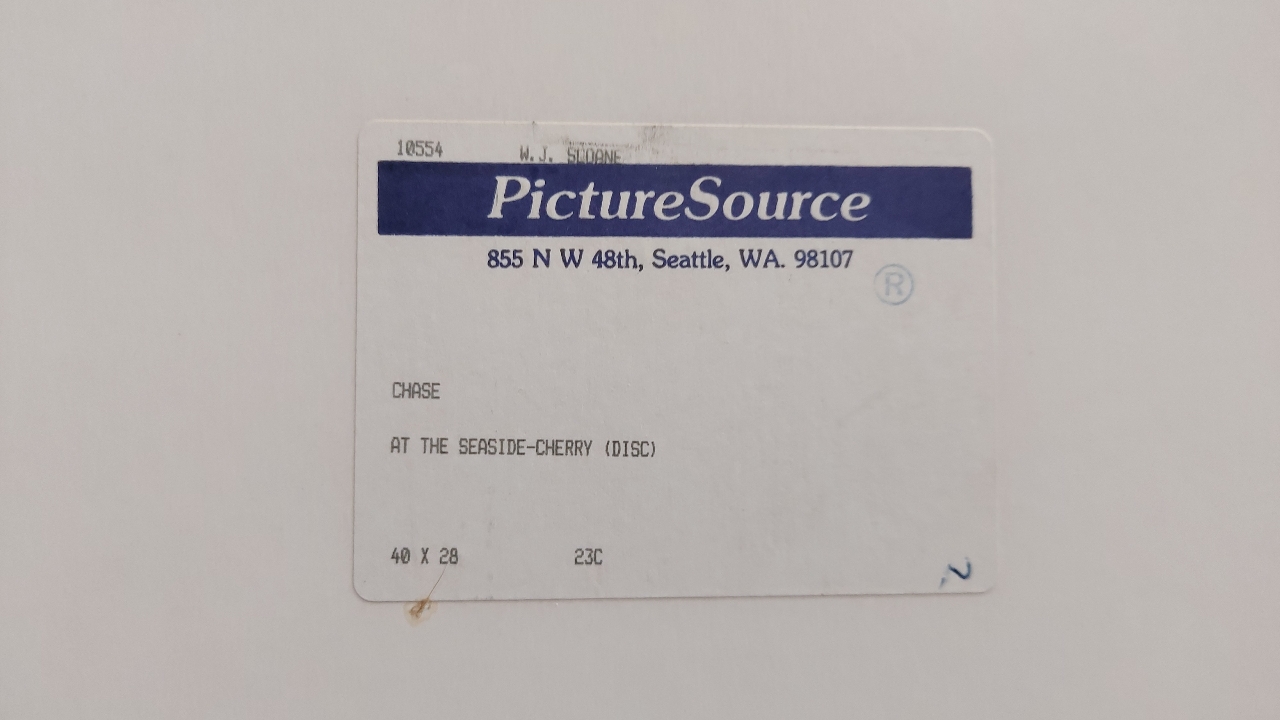 10554 W.J. SLOANE
PictureSource
855 N W 48th, Seattle, WA. 98107
®
CHASE
AT THE SEASIDE-CHERRY (DISC)
40 X 28 23C